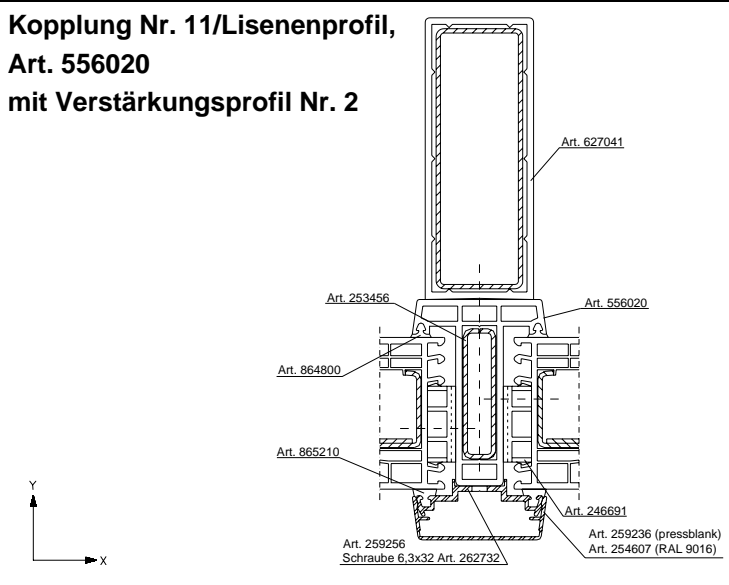 Kopplung Nr. 11/Lisenenprofil,
Art. 556020
mit Verstärkungsprofil Nr. 2
Art. 627041
Art. 253456
Art. 556020
Art. 864800
Art. 865210
Art. 246691
Art. 259236 (pressblank)
Art. 254607 (RAL 9016)
Art. 259256
Schraube 6,3x32 Art. 262732
Y
X